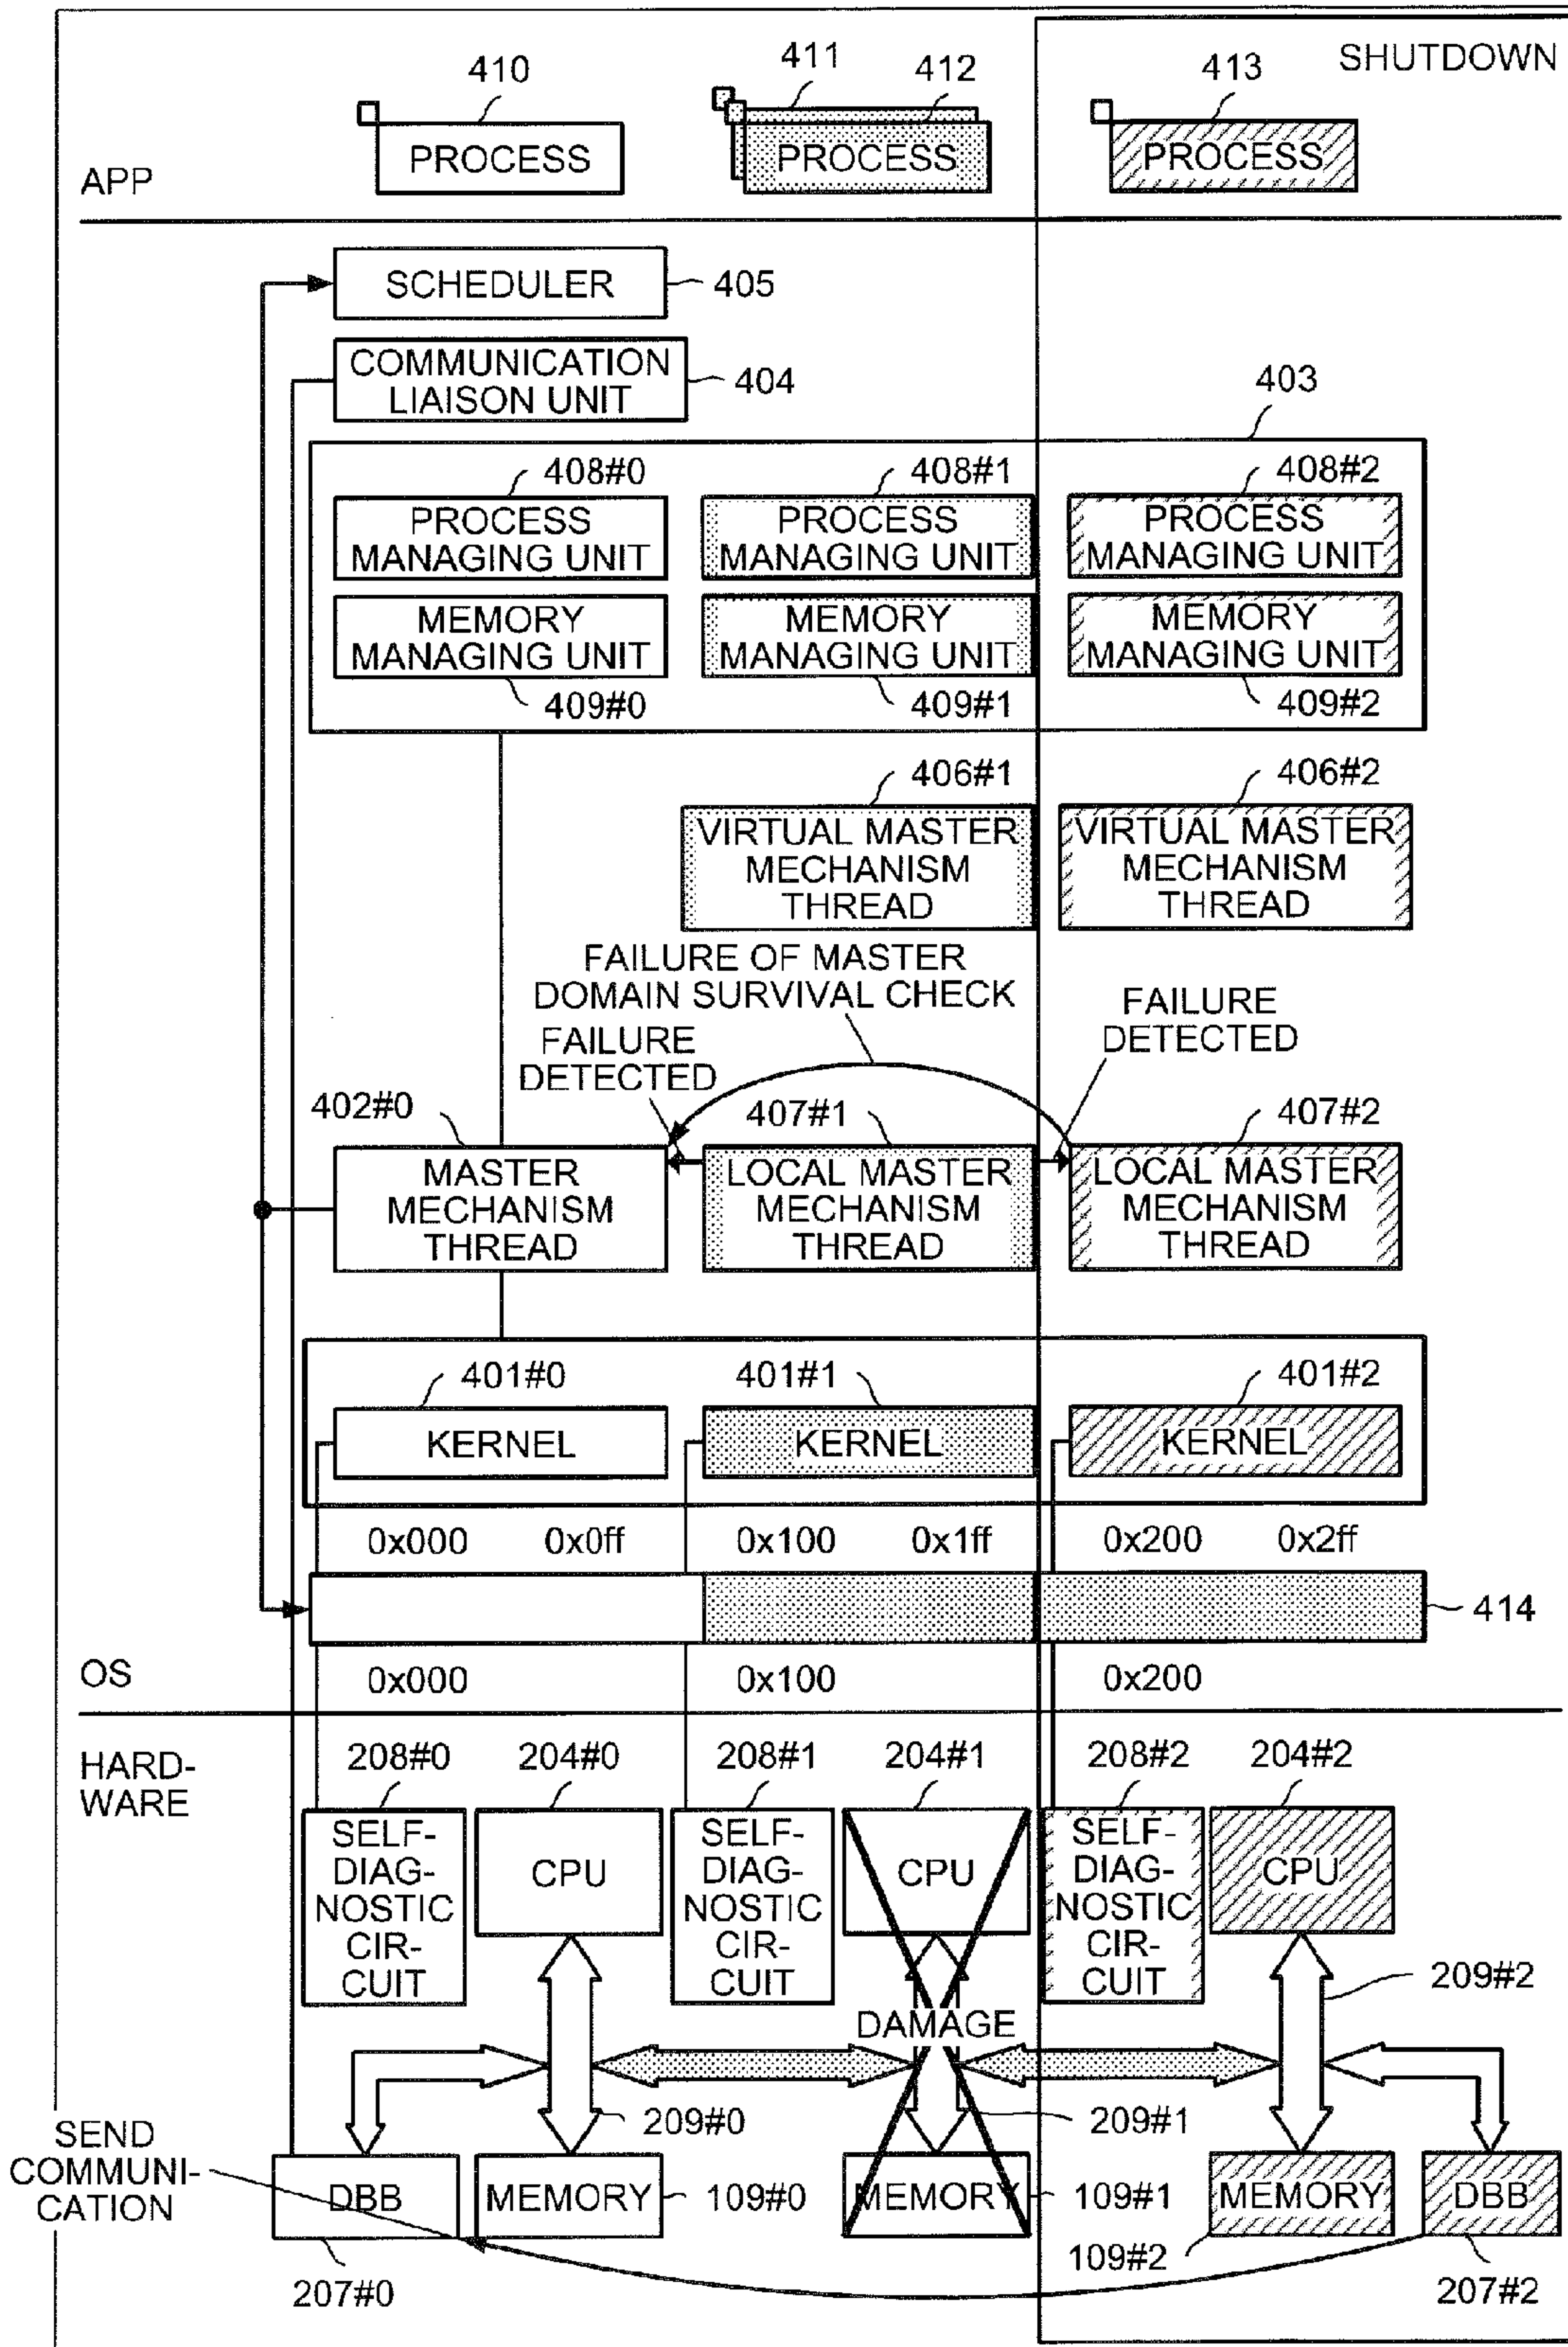 SHUTDOWN
410
411
412
413
PROCESS
PROCESS
PROCESS
APP
SCHEDULER
405
COMMUNICATION
LIAISON UNIT
404
403
408#0
408#1
408#2
PROCESS
MANAGING UNIT
PROCESS
MANAGING UNIT
PROCESS
MANAGING UNIT
MEMORY
MANAGING UNIT
MEMORY
MANAGING UNIT
MEMORY
MANAGING UNIT
409#0
409#1
409#2
406#1
406#2
VIRTUAL MASTER
MECHANISM
THREAD
VIRTUAL MASTER
MECHANISM
THREAD
FAILURE OF MASTER
DOMAIN SURVIVAL CHECK
FAILURE
DETECTED
FAILURE
DETECTED
402#0
407#1
407#2
MASTER
MECHANISM
THREAD
LOCAL MASTER
MECHANISM
THREAD
LOCAL MASTER
MECHANISM
THREAD
401#0
401#1
401#2
KERNEL
KERNEL
KERNEL
0x000
0x0ff
0x100
0x1ff
0x200
0x2ff
414
OS
0x000
0x100
0x200
HARD-
WARE
208#0
204#0
208#1
204#1
208#2
204#2
SELF-
DIAG-
NOSTIC
CIR-
CUIT
CPU
SELF-
DIAG-
NOSTIC
CIR-
CUIT
CPU
SELF-
DIAG-
NOSTIC
CIR-
CUIT
CPU
209#2
DAMAGE
209#0
209#1
SEND
COMMUNI-
CATION
DBB
MEMORY
109#0
MEMORY
109#1
MEMORY
DBB
109#2
207#0
207#2